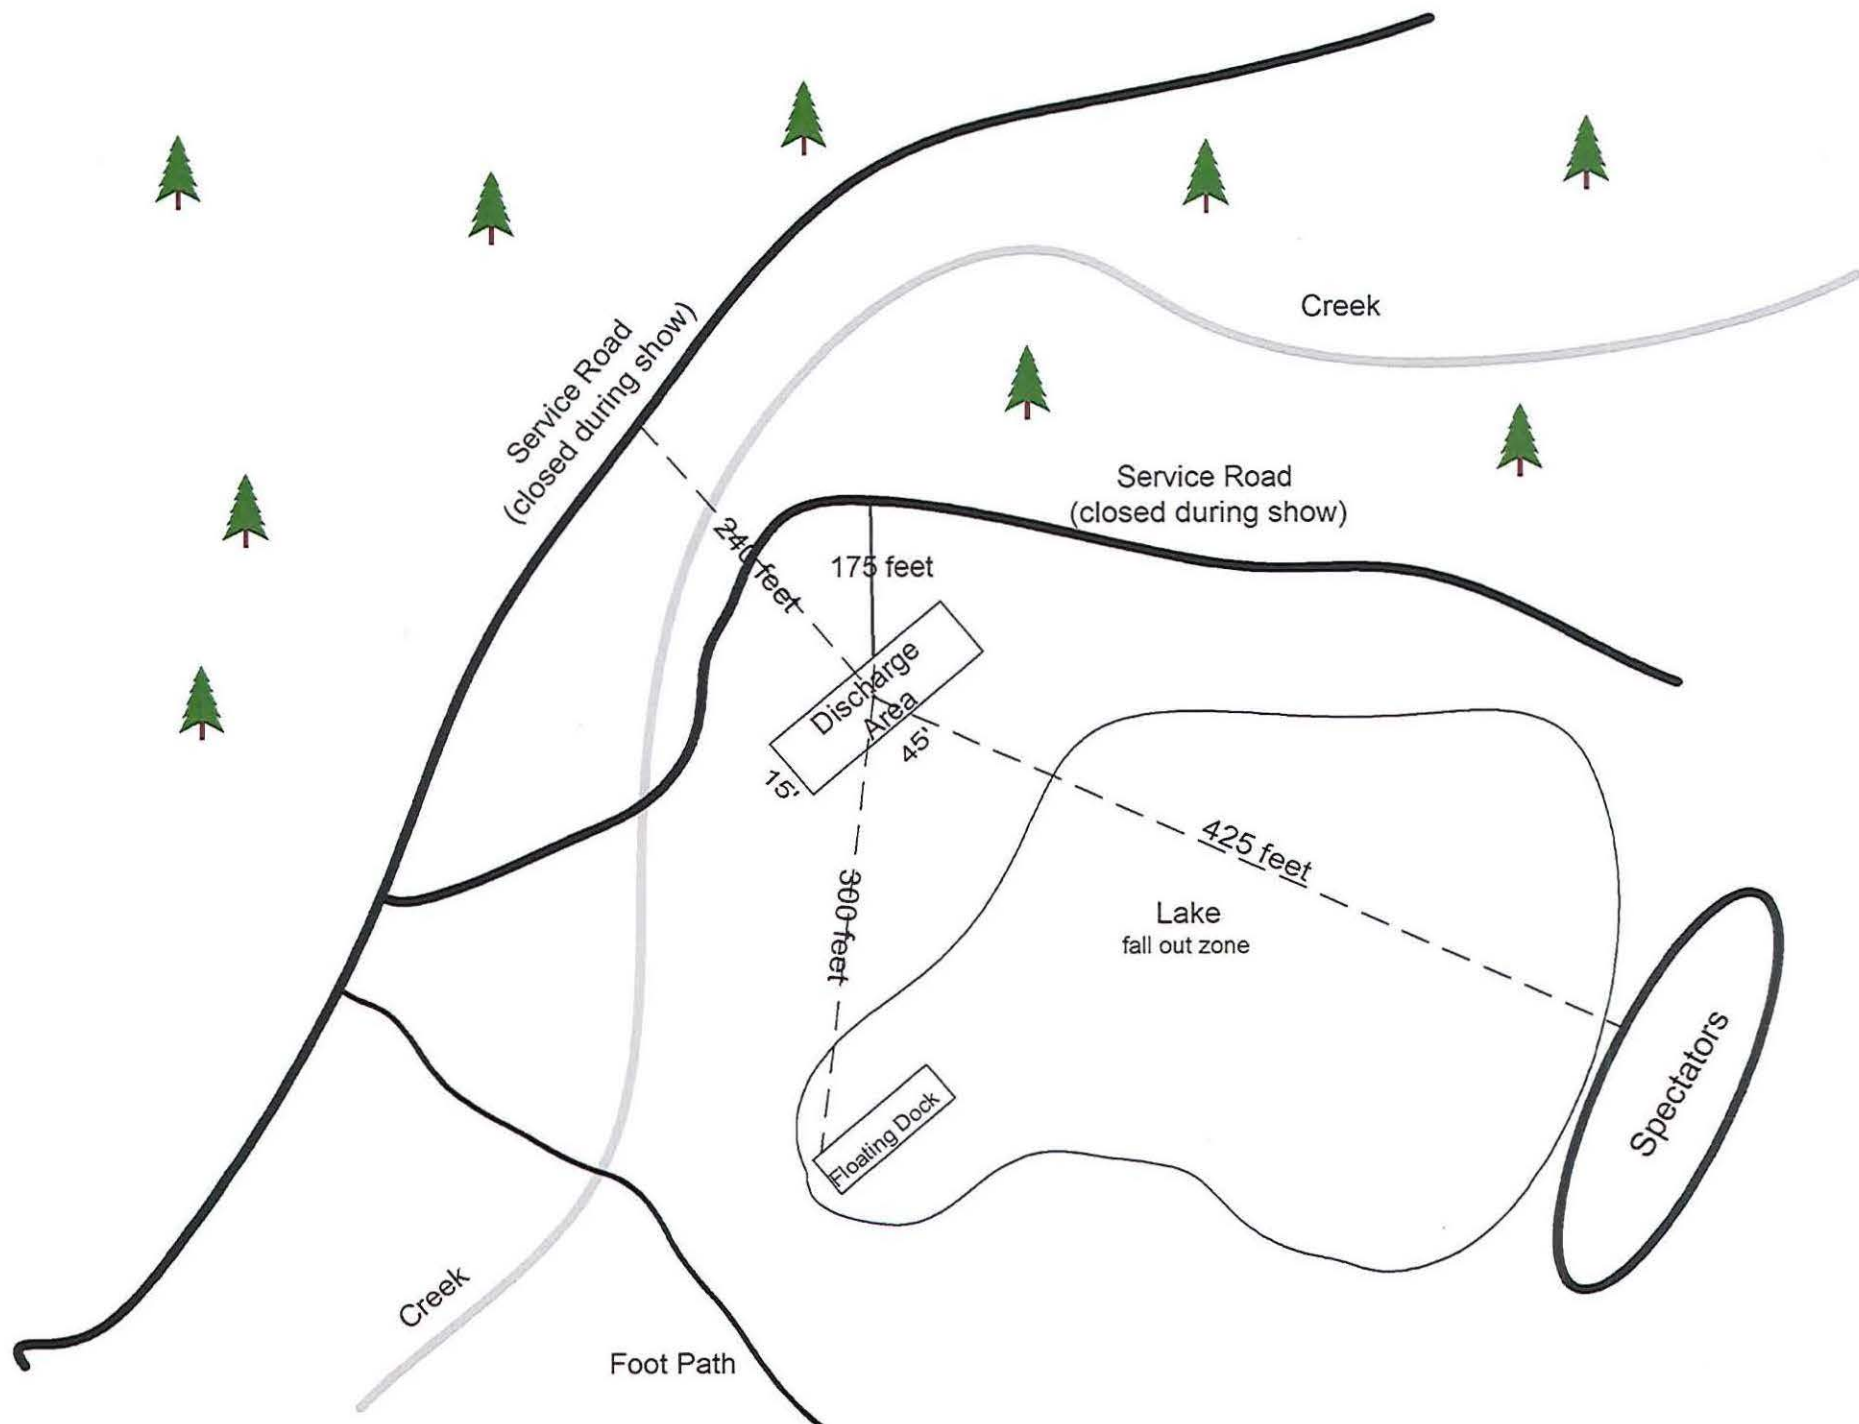 Creek
Service Road
(closed during show)
Service Road
(closed during show)
240 feet
175 feet
Discharge
Area
45'
15'
425 feet
300 feet
Lake
fall out zone
Spectators
Floating Dock
Creek
Foot Path